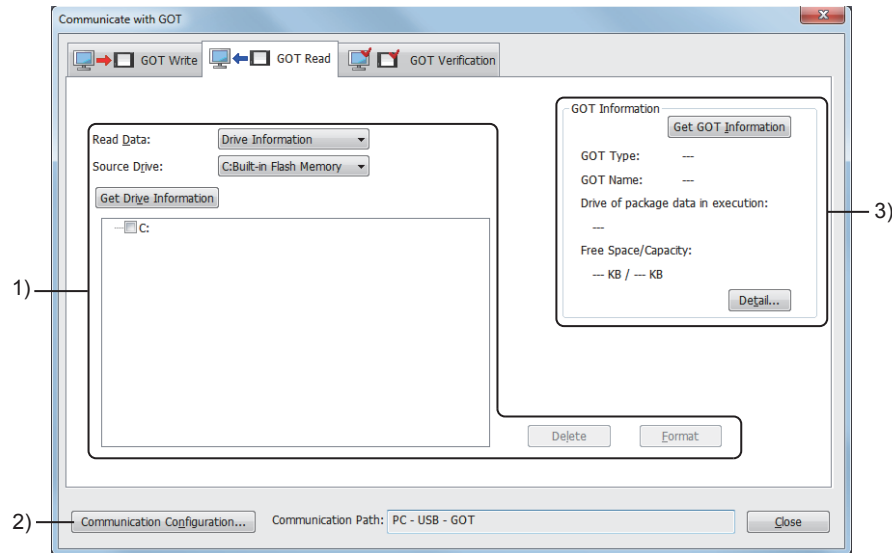 Communicate with GOT
GOT Write
GOT Read
GOT Verification
Read Data:
Drive Information
Source Drive:
C:Built-in Flash Memory
Get Drive Information
C:
GOT Information
Get GOT Information
GOT Type: ---
GOT Name: ---
Drive of package data in execution:
---
Free Space/Capacity:
--- KB / --- KB
Detail...
1)
3)
Delete
Format
2)
Communication Configuration...
Communication Path: PC - USB - GOT
Close